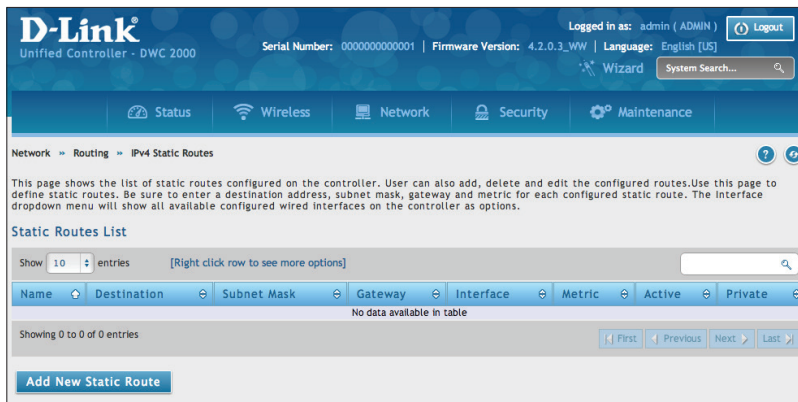 D-Link
Unified Controller - DWC 2000
Logged in as: admin ( ADMIN ) Logout
Serial Number: 0000000000001 | Firmware Version: 4.2.0.3_WW | Language: English [US]
Wizard System Search...
Status Wireless Network Security Maintenance
Network » Routing » IPv4 Static Routes ?
This page shows the list of static routes configured on the controller. User can also add, delete and edit the configured routes.Use this page to
define static routes. Be sure to enter a destination address, subnet mask, gateway and metric for each configured static route. The Interface
dropdown menu will show all available configured wired interfaces on the controller as options.
Static Routes List
Show 10 entries [Right click row to see more options]
Name Destination Subnet Mask Gateway Interface Metric Active Private
No data available in table
Showing 0 to 0 of 0 entries First Previous Next Last
Add New Static Route